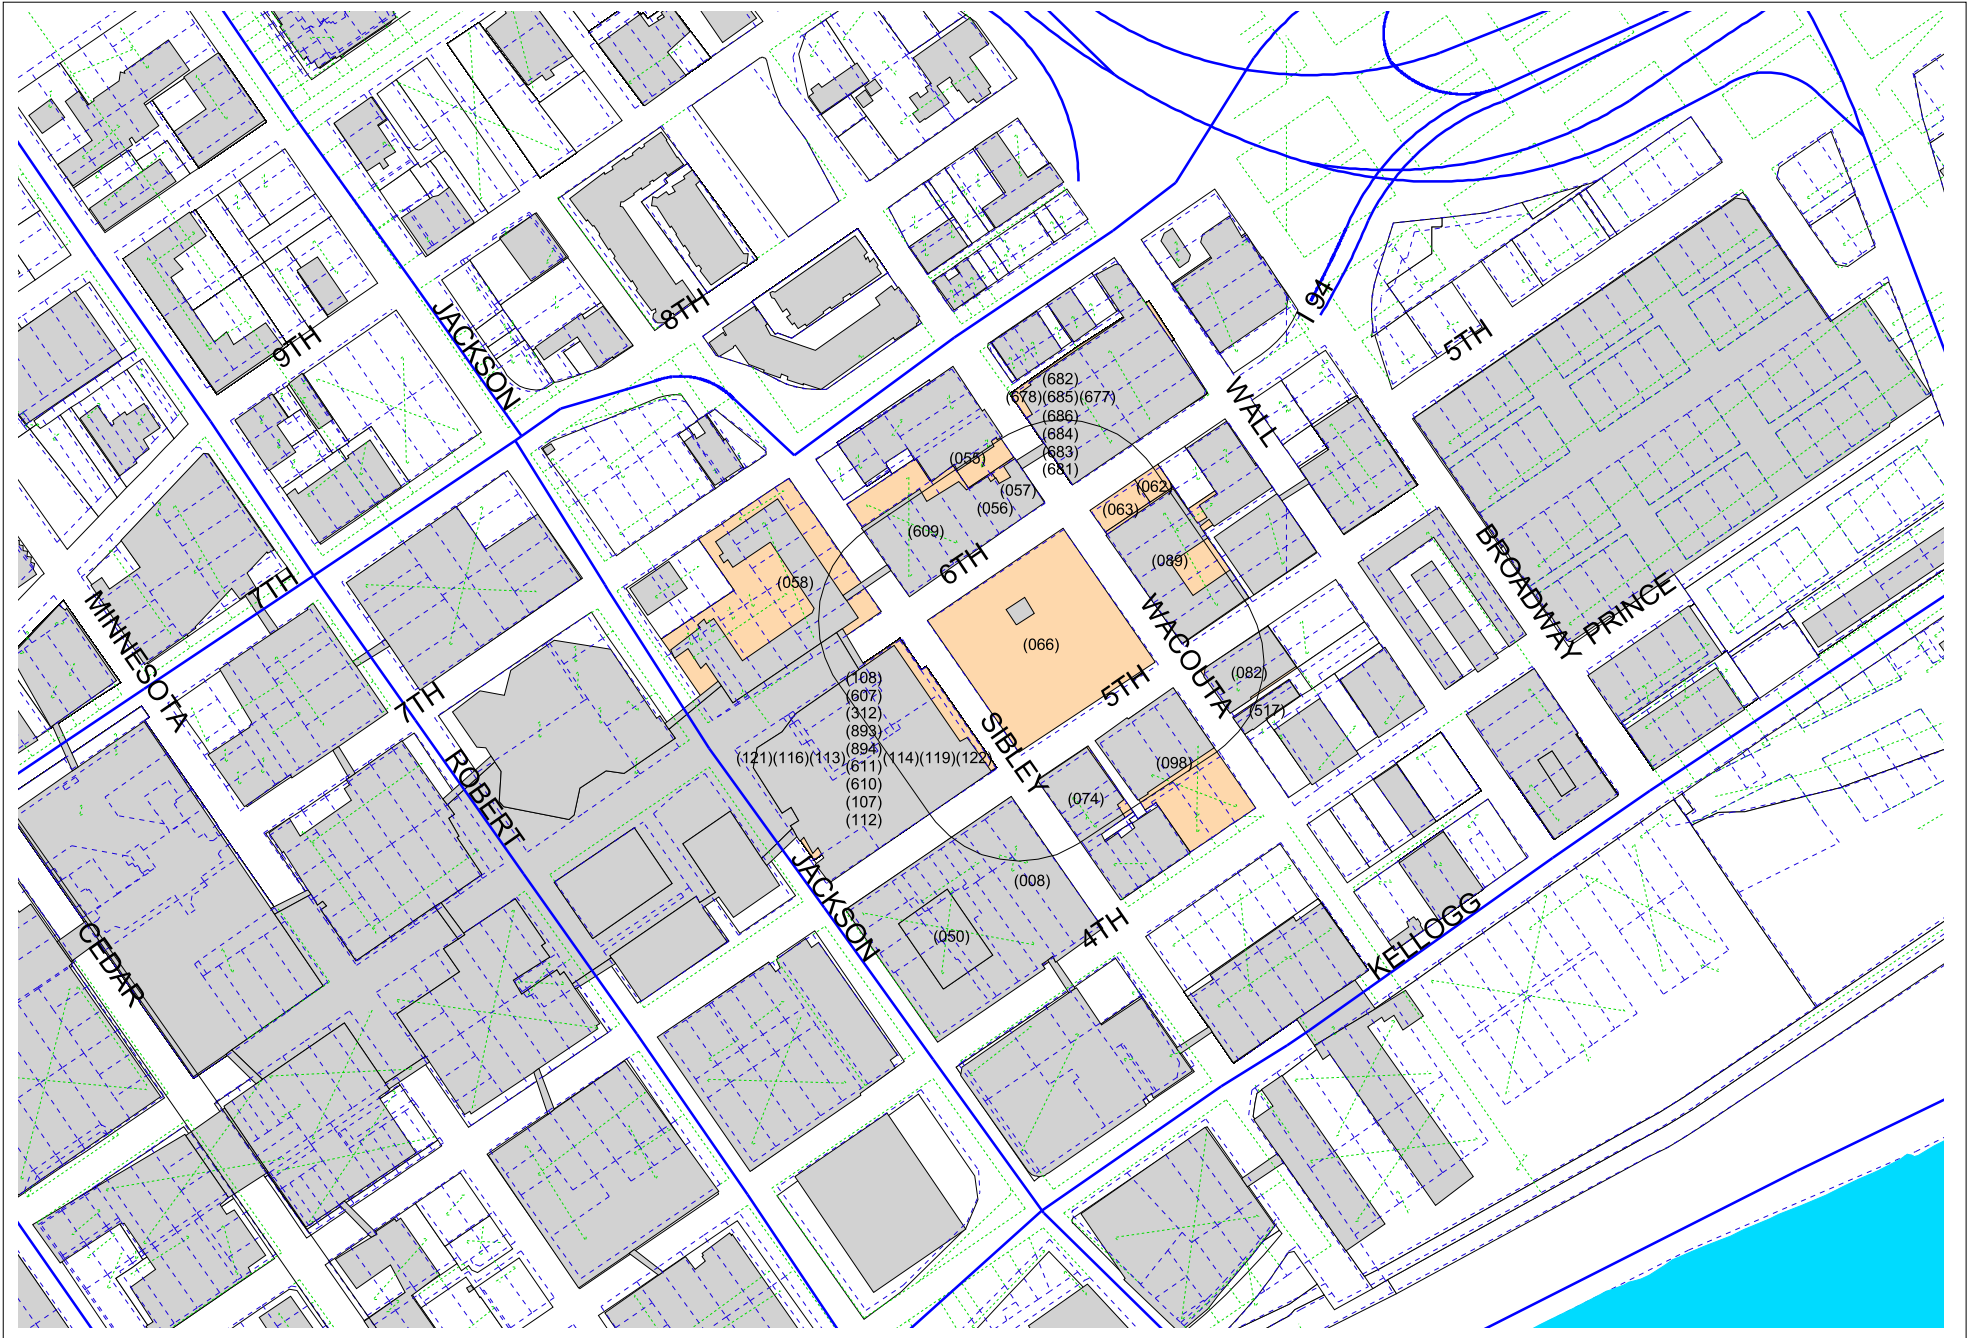 I 94
8TH
JACKSON
9TH
5TH
(682)
(678)(685)(677)
(686)
(684)
(683)
(681)
WALL
(055)
(057)
(056)
(062)
(063)
(609)
6TH
(089)
(058)
7TH
MINNESOTA
BROADWAY
PRINCE
WACOUTA
(066)
(082)
5TH
(517)
7TH
(108)
(607)
(312)
(893)
(894)
(121)(116)(113)
(611)
(114)(119)(122)
(610)
(107)
(112)
SIBLEY
(098)
(074)
ROBERT
JACKSON
(008)
(050)
4TH
KELLOGG
CEDAR